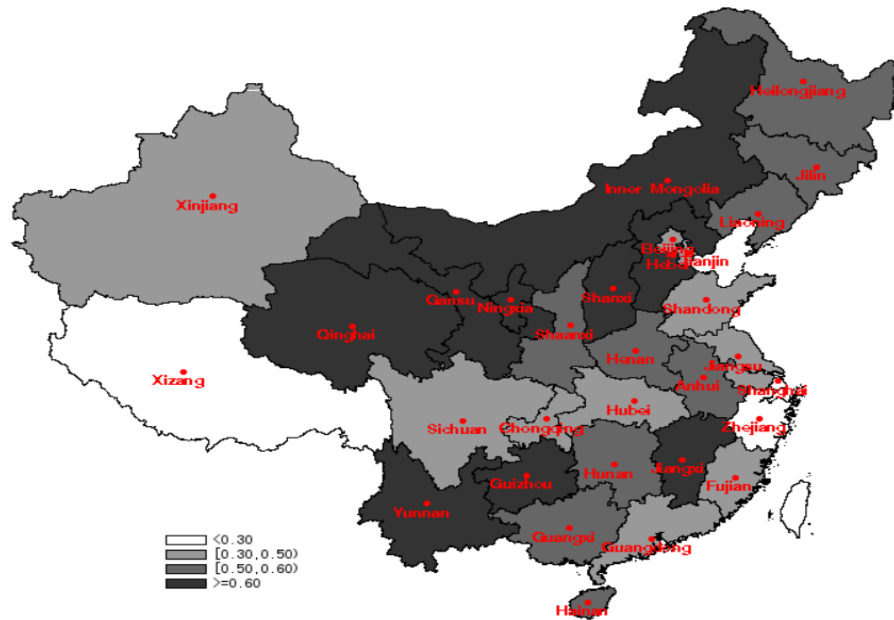 Heilongjiang
Jilin
Inner Mongolia
Xinjiang
Liaoning
Beijing
Hebei
Tianjin
Gansu
Ningxia
Shanxi
Shandong
Qinghai
Shaanxi
Henan
Jiangsu
Xizang
Anhui
Shanghai
Hubei
Sichuan
Chongqing
Zhejiang
Hunan
Jiangxi
Guizhou
Fujian
Yunnan
Guangxi
Guangdong
Hainan
<0.30
[0.30,0.50)
[0.50,0.60)
>=0.60